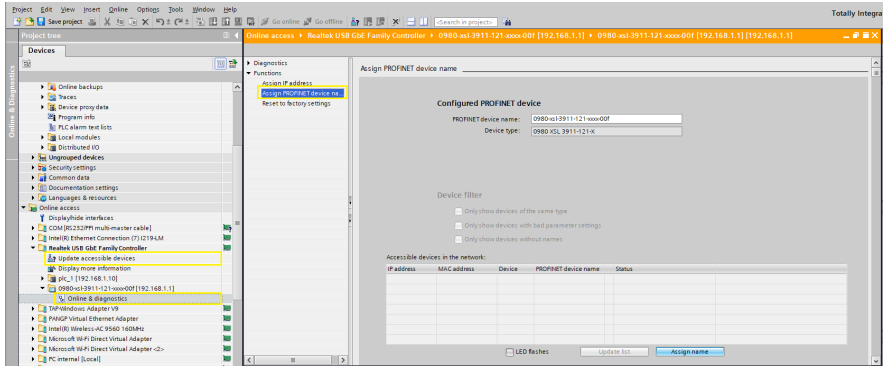 Project Edit View Insert Online Options Tools Window Help
Totally Integra
Save project
Go online
Go offline
<Search in project>
Project tree
Online access ▸ Realtek USB GbE Family Controller ▸ 0980-xsl-3911-121-xxxx-00f [192.168.1.1] ▸ 0980-xsl-3911-121-xxxx-00f [192.168.1.1] [192.168.1.1]
Devices
Online & Diagnostics
Online backups
Traces
Device proxy data
Program info
PLC alarm text lists
Local modules
Distributed I/O
Ungrouped devices
Security settings
Common data
Documentation settings
Languages & resources
Online access
Display/hide interfaces
COM [RS232/PPI multi-master cable]
Intel(R) Ethernet Connection (7) I219-LM
Realtek USB GbE Family Controller
Update accessible devices
Display more information
plc_1 [192.168.1.10]
0980-xsl-3911-121-xxxx-00f [192.168.1.1]
Online & diagnostics
TAP-Windows Adapter V9
PANGP Virtual Ethernet Adapter
Intel(R) Wireless-AC 9560 160MHz
Microsoft Wi-Fi Direct Virtual Adapter
Microsoft Wi-Fi Direct Virtual Adapter <2>
PC internal [Local]
Diagnostics
Functions
Assign IP address
Assign PROFINET device na...
Reset to factory settings
Assign PROFINET device name
Configured PROFINET device
PROFINET device name: 0980-xsl-3911-121-xxxx-00f
Device type: 0980 XSL 3911-121-X
Device filter
Only show devices of the same type
Only show devices with bad parameter settings
Only show devices without names
Accessible devices in the network:
IP address MAC address Device PROFINET device name Status
LED flashes Update list Assign name